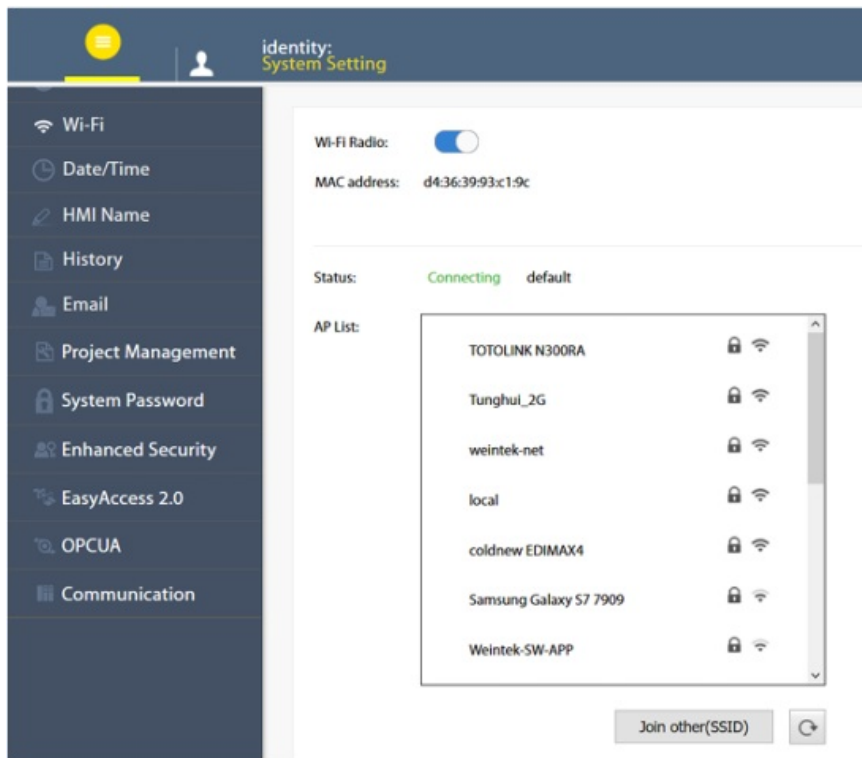 identity:
System Setting
Wi-Fi
Date/Time
HMI Name
History
Email
Project Management
System Password
Enhanced Security
EasyAccess 2.0
OPCUA
Communication
Wi-Fi Radio:
MAC address: d4:36:39:93:c1:9c
Status: Connecting default
AP List:
TOTOLINK N300RA
Tunghui_2G
weintek-net
local
coldnew EDIMAX4
Samsung Galaxy S7 7909
Weintek-SW-APP
Join other(SSID)